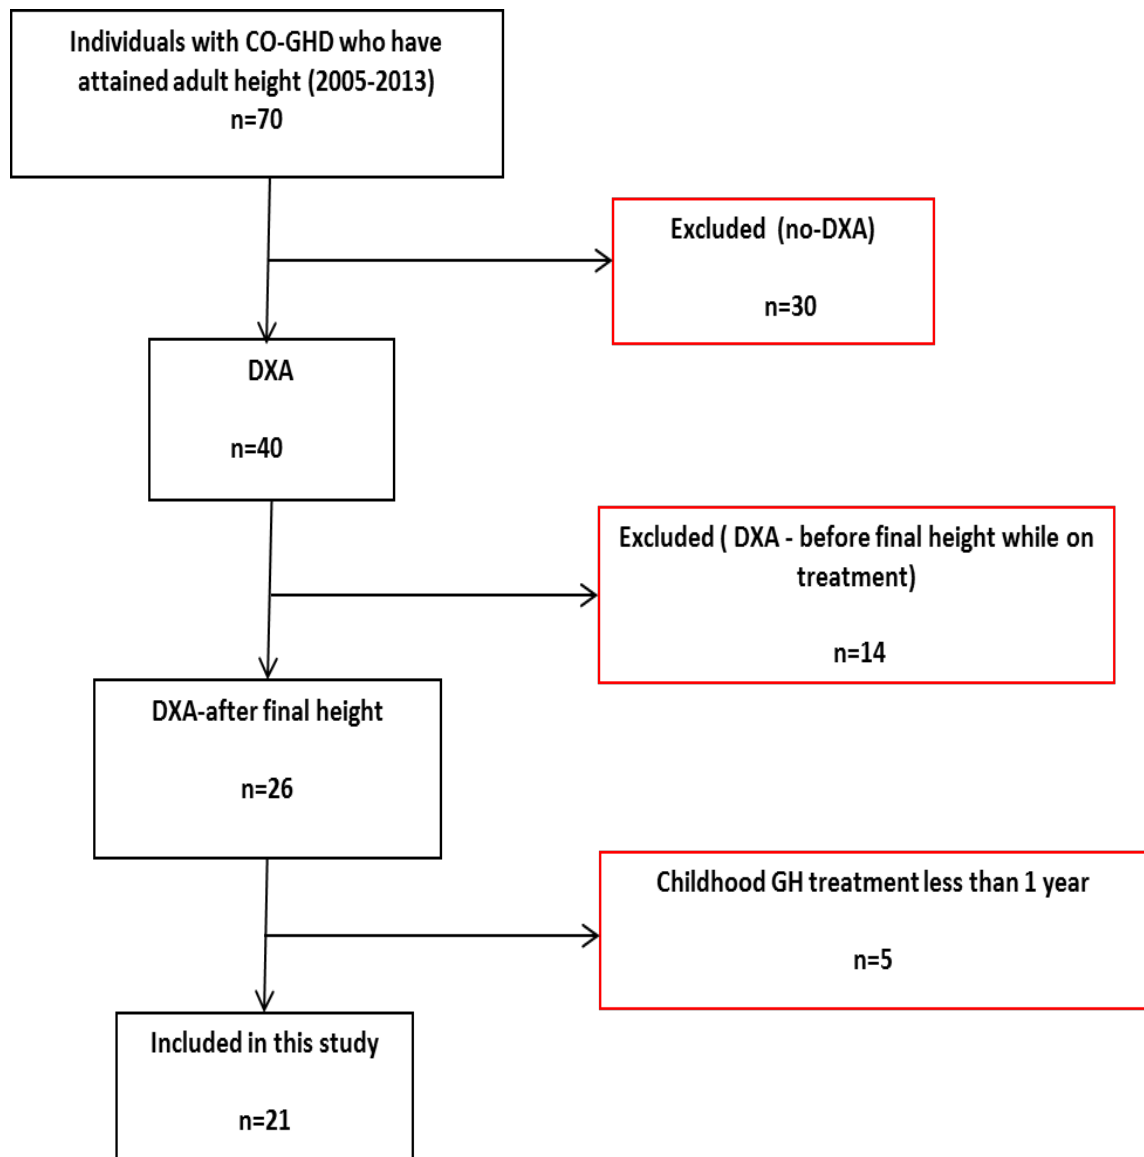 Individuals with CO-GHD who have
attained adult height (2005-2013)
n=70
Excluded (no-DXA)
n=30
DXA
n=40
Excluded ( DXA - before final height while on
treatment)
n=14
DXA-after final height
n=26
Childhood GH treatment less than 1 year
n=5
Included in this study
n=21